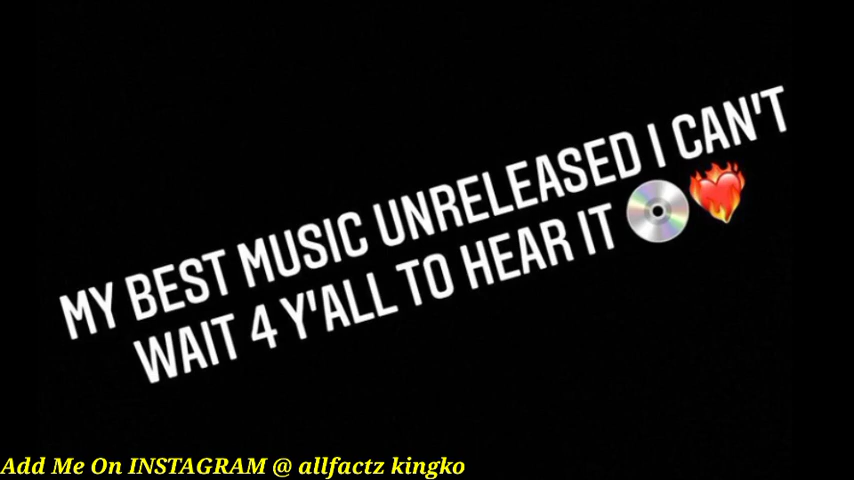 MY BEST MUSIC UNRELEASED I CAN'T
WAIT 4 Y'ALL TO HEAR IT 💿❤️‍🔥
Add Me On INSTAGRAM @ allfactz kingko